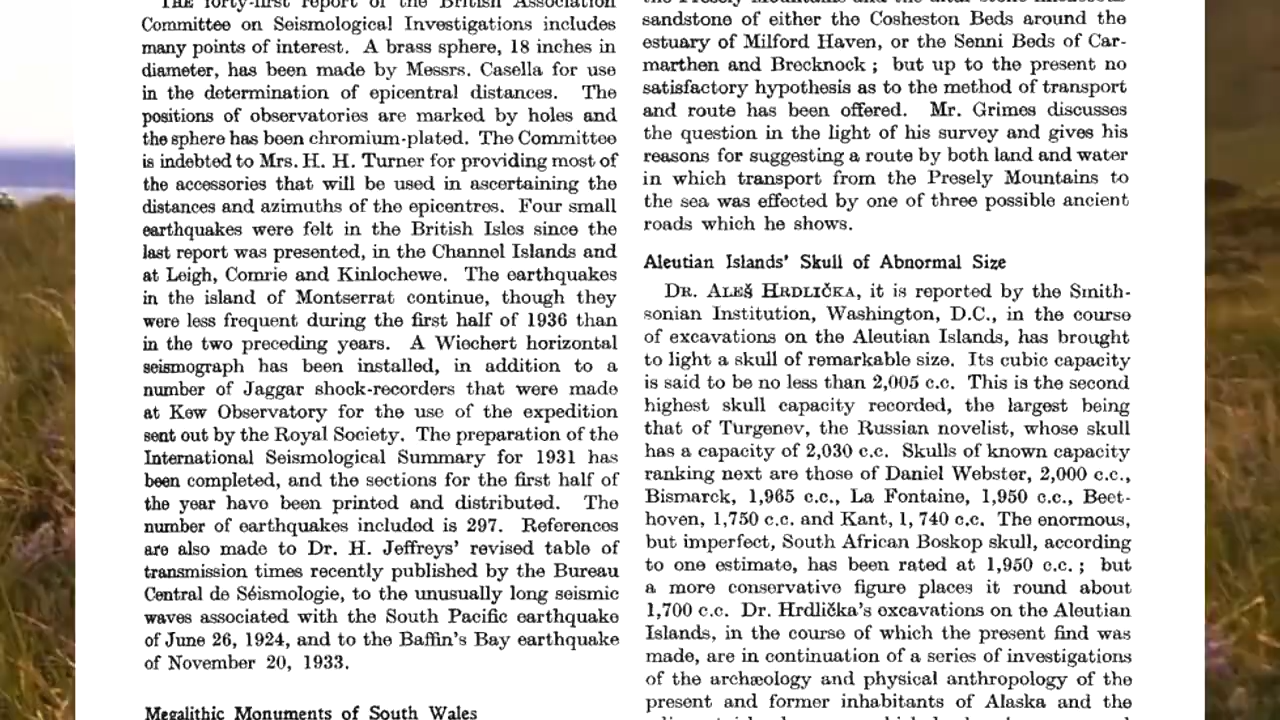 THE forty-first report of the British Association
Committee on Seismological Investigations includes
many points of interest. A brass sphere, 18 inches in
diameter, has been made by Messrs. Casella for use
in the determination of epicentral distances. The
positions of observatories are marked by holes and
the sphere has been chromium-plated. The Committee
is indebted to Mrs. H. H. Turner for providing most of
the accessories that will be used in ascertaining the
distances and azimuths of the epicentres. Four small
earthquakes were felt in the British Isles since the
last report was presented, in the Channel Islands and
at Leigh, Comrie and Kinlochewe. The earthquakes
in the island of Montserrat continue, though they
were less frequent during the first half of 1936 than
in the two preceding years. A Wiechert horizontal
seismograph has been installed, in addition to a
number of Jaggar shock-recorders that were made
at Kew Observatory for the use of the expedition
sent out by the Royal Society. The preparation of the
International Seismological Summary for 1931 has
been completed, and the sections for the first half of
the year have been printed and distributed. The
number of earthquakes included is 297. References
are also made to Dr. H. Jeffreys' revised table of
transmission times recently published by the Bureau
Central de Séismologie, to the unusually long seismic
waves associated with the South Pacific earthquake
of June 26, 1924, and to the Baffin's Bay earthquake
of November 20, 1933.
Megalithic Monuments of South Wales
sandstone of either the Cosheston Beds around the
estuary of Milford Haven, or the Senni Beds of Car-
marthen and Brecknock ; but up to the present no
satisfactory hypothesis as to the method of transport
and route has been offered. Mr. Grimes discusses
the question in the light of his survey and gives his
reasons for suggesting a route by both land and water
in which transport from the Presely Mountains to
the sea was effected by one of three possible ancient
roads which he shows.
Aleutian Islands' Skull of Abnormal Size
DR. ALEŠ HRDLIČKA, it is reported by the Smith-
sonian Institution, Washington, D.C., in the course
of excavations on the Aleutian Islands, has brought
to light a skull of remarkable size. Its cubic capacity
is said to be no less than 2,005 c.c. This is the second
highest skull capacity recorded, the largest being
that of Turgenev, the Russian novelist, whose skull
has a capacity of 2,030 c.c. Skulls of known capacity
ranking next are those of Daniel Webster, 2,000 c.c.,
Bismarck, 1,965 c.c., La Fontaine, 1,950 c.c., Beet-
hoven, 1,750 c.c. and Kant, 1, 740 c.c. The enormous,
but imperfect, South African Boskop skull, according
to one estimate, has been rated at 1,950 c.c. ; but
a more conservative figure places it round about
1,700 c.c. Dr. Hrdlička's excavations on the Aleutian
Islands, in the course of which the present find was
made, are in continuation of a series of investigations
of the archæology and physical anthropology of the
present and former inhabitants of Alaska and the